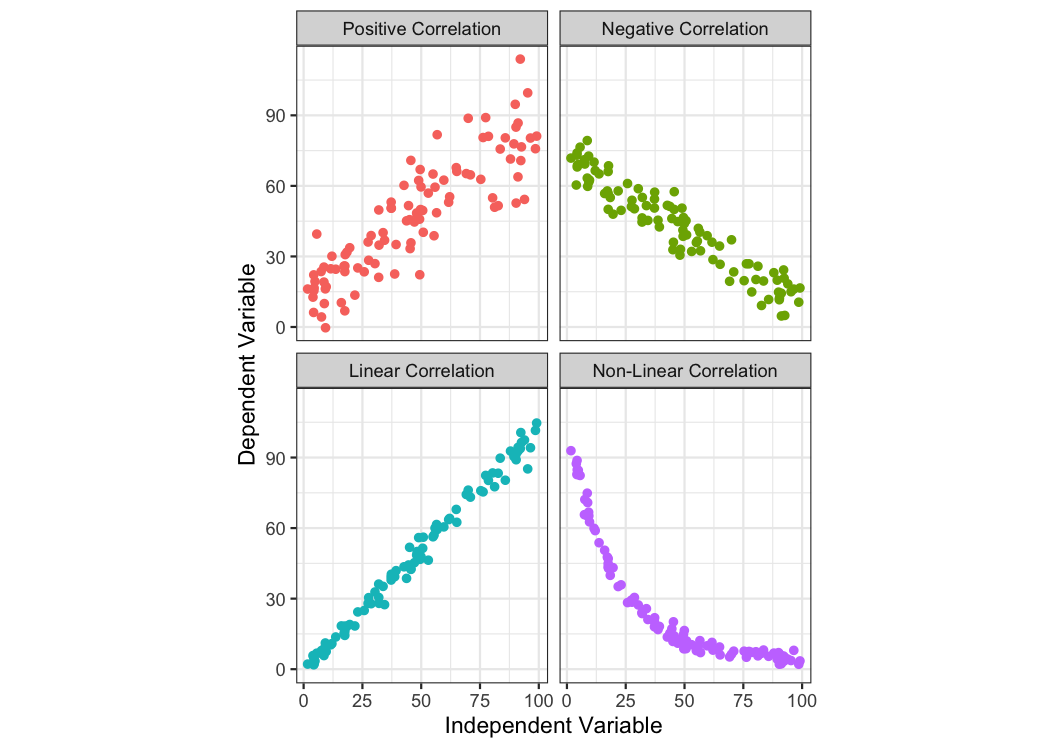 Positive Correlation
Negative Correlation
90
60
30
0
Linear Correlation
Non-Linear Correlation
90
60
30
0
0 25 50 75 100
0 25 50 75 100
Dependent Variable
Independent Variable